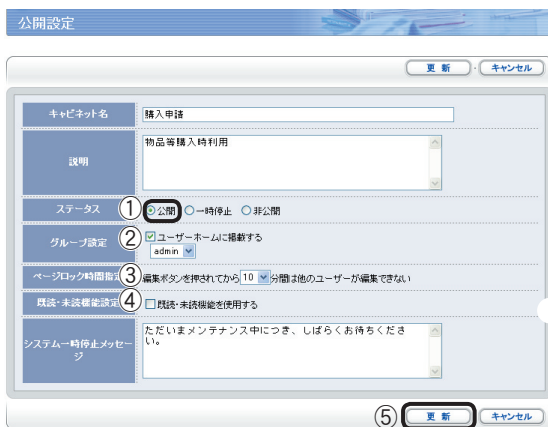 公開設定
更 新 ・ キャンセル
キャビネット名 購入申請
説明 物品等購入時利用
ステータス ① 公開 一時停止 非公開
グループ設定 ② ユーザーホームに掲載する
admin
ページロック時間指定 ③ 編集ボタンを押されてから 10 分間は他のユーザーが編集できない
既読・未読機能設定 ④ 既読・未読機能を使用する
システム一時停止メッセージ ただいまメンテナンス中につき、しばらくお待ちください。
⑤ 更 新 キャンセル